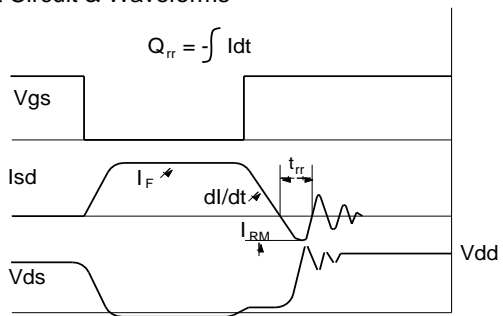 Circuit & Waveforms
Qrr = -∫ Idt
Vgs
Isd
IF
dI/dt
trr
IRM
Vdd
Vds